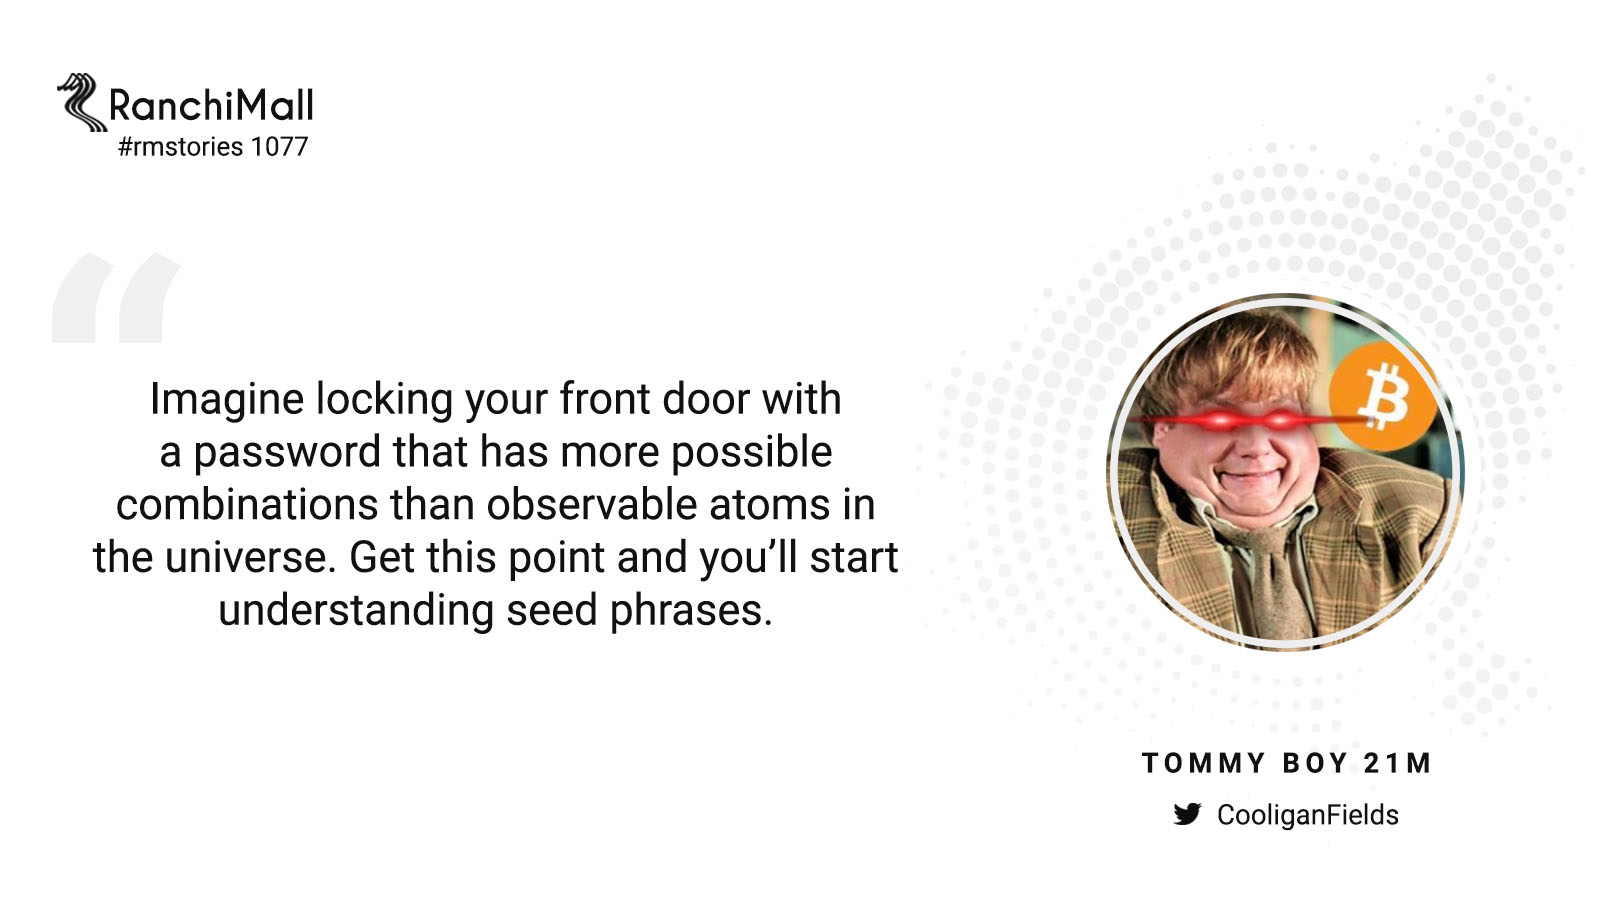 RanchiMall
#rmstories 1077
“
Imagine locking your front door with
a password that has more possible
combinations than observable atoms in
the universe. Get this point and you’ll start
understanding seed phrases.
₿
TOMMY BOY 21M
CooliganFields